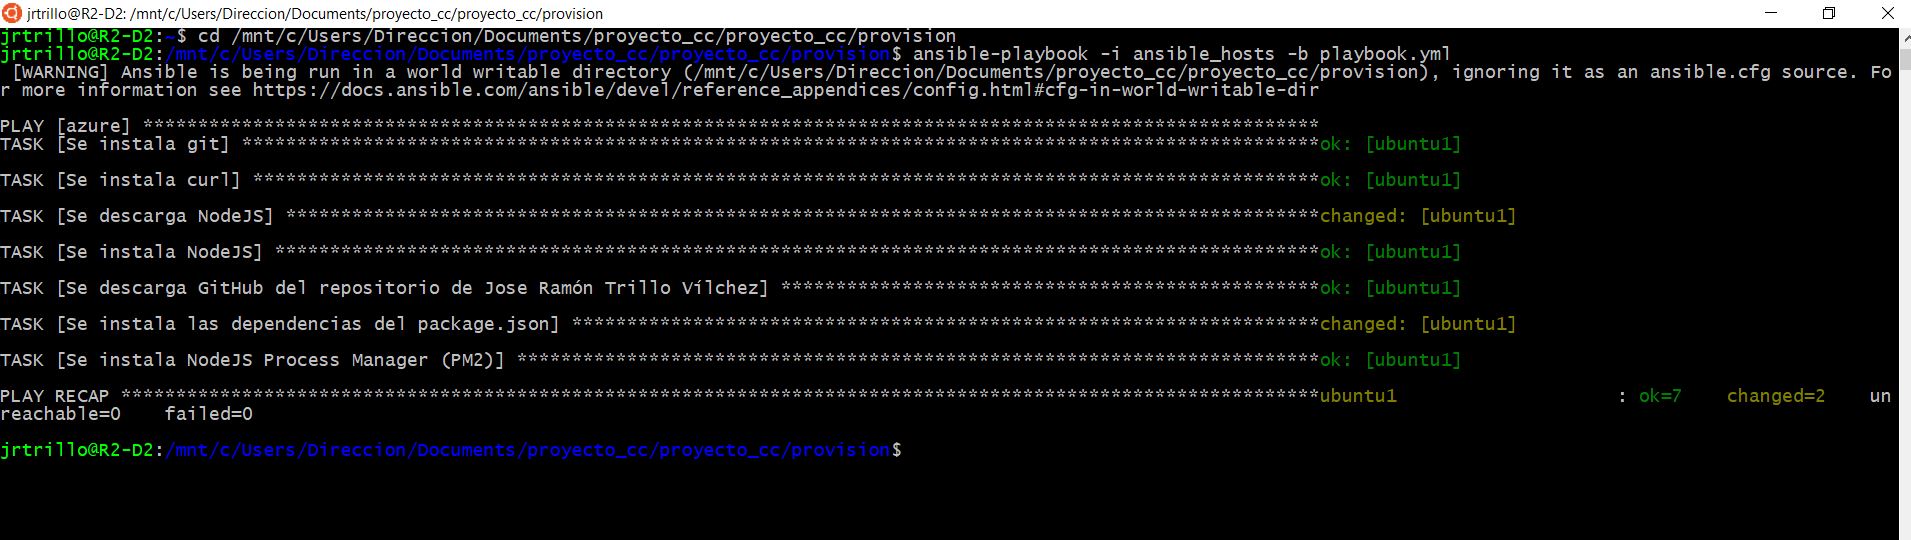 jrtrillo@R2-D2: /mnt/c/Users/Direccion/Documents/proyecto_cc/proyecto_cc/provision
jrtrillo@R2-D2:~$ cd /mnt/c/Users/Direccion/Documents/proyecto_cc/proyecto_cc/provision
jrtrillo@R2-D2:/mnt/c/Users/Direccion/Documents/proyecto_cc/proyecto_cc/provision$ ansible-playbook -i ansible_hosts -b playbook.yml
[WARNING] Ansible is being run in a world writable directory (/mnt/c/Users/Direccion/Documents/proyecto_cc/proyecto_cc/provision), ignoring it as an ansible.cfg source. Fo
r more information see https://docs.ansible.com/ansible/devel/reference_appendices/config.html#cfg-in-world-writable-dir
PLAY [azure] ***********************************************************************************************************
TASK [Se instala git] **************************************************************************************************ok: [ubuntu1]
TASK [Se instala curl] *************************************************************************************************ok: [ubuntu1]
TASK [Se descarga NodeJS] **********************************************************************************************changed: [ubuntu1]
TASK [Se instala NodeJS] ***********************************************************************************************ok: [ubuntu1]
TASK [Se descarga GitHub del repositorio de Jose Ramón Trillo Vílchez] *************************************************ok: [ubuntu1]
TASK [Se instala las dependencias del package.json] ********************************************************************changed: [ubuntu1]
TASK [Se instala NodeJS Process Manager (PM2)] *************************************************************************ok: [ubuntu1]
PLAY RECAP *************************************************************************************************************ubuntu1                    : ok=7    changed=2    un
reachable=0    failed=0
jrtrillo@R2-D2:/mnt/c/Users/Direccion/Documents/proyecto_cc/proyecto_cc/provision$